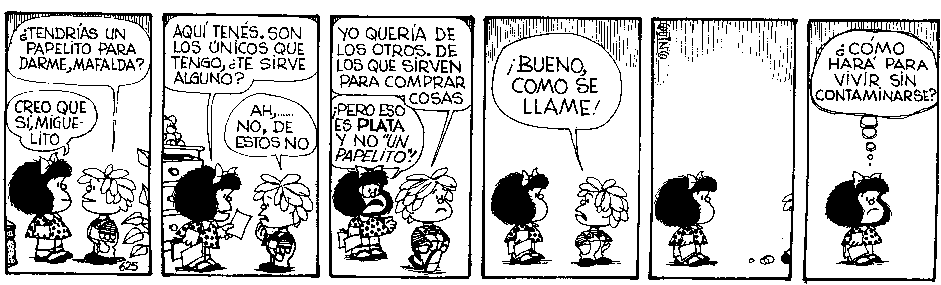 ¿TENDRÍAS UN
PAPELITO PARA
DARME, MAFALDA?
CREO QUE
SÍ, MIGUE-
LITO
625
AQUÍ TENÉS. SON
LOS ÚNICOS QUE
TENGO, ¿TE SIRVE
ALGUNO?
AH,......
NO, DE
ESTOS NO
YO QUERÍA DE
LOS OTROS. DE
LOS QUE SIRVEN
PARA COMPRAR
COSAS
¡PERO ESO
ES PLATA
Y NO "UN
PAPELITO"!
¡BUENO,
COMO SE
LLAME!
QUINO
¿CÓMO
HARÁ PARA
VIVIR SIN
CONTAMINARSE?